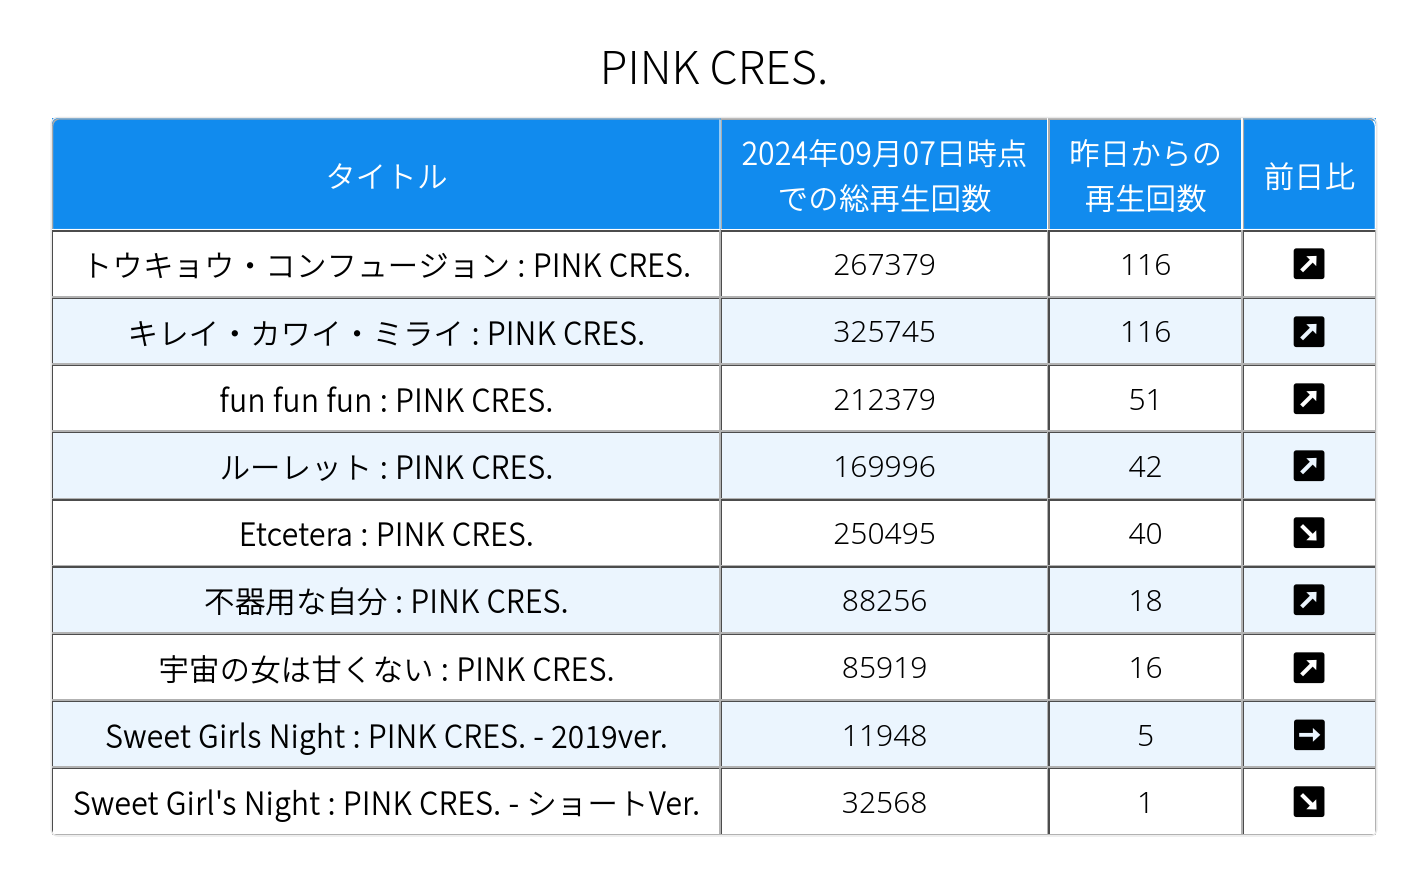 PINK CRES.
タイトル 2024年09月07日時点での総再生回数 昨日からの再生回数 前日比
トウキョウ・コンフュージョン : PINK CRES. 267379 116
キレイ・カワイ・ミライ : PINK CRES. 325745 116
fun fun fun : PINK CRES. 212379 51
ルーレット : PINK CRES. 169996 42
Etcetera : PINK CRES. 250495 40
不器用な自分 : PINK CRES. 88256 18
宇宙の女は甘くない : PINK CRES. 85919 16
Sweet Girls Night : PINK CRES. - 2019ver. 11948 5
Sweet Girl's Night : PINK CRES. - ショートVer. 32568 1